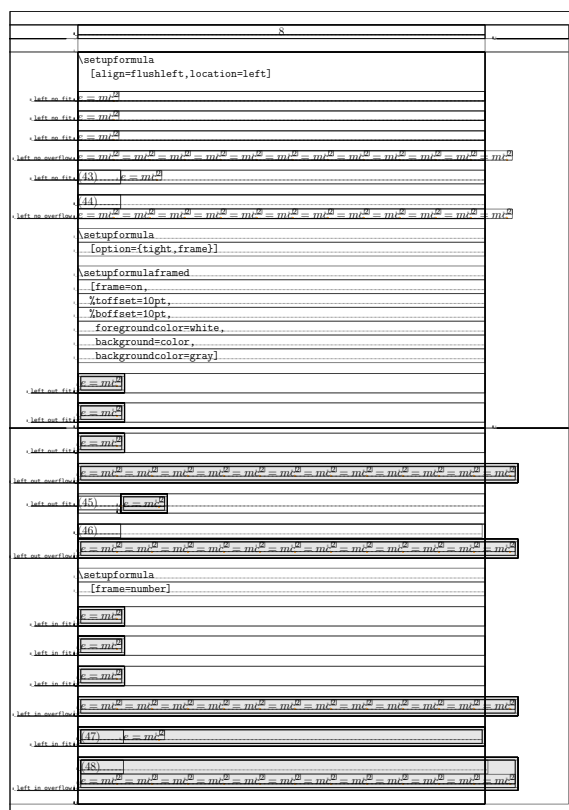 8
\setupformula
[align=flushleft,location=left]
left no fit e = mc²
left no fit e = mc²
left no fit e = mc²
left no overflow e = mc² = mc² = mc² = mc² = mc² = mc² = mc² = mc² = mc² = mc² = mc² = mc² = mc²
left no fit (43) e = mc²
(44)
left no overflow e = mc² = mc² = mc² = mc² = mc² = mc² = mc² = mc² = mc² = mc² = mc² = mc² = mc²
\setupformula
[option={tight,frame}]
\setupformulaframed
[frame=on,
%toffset=10pt,
%boffset=10pt,
foregroundcolor=white,
background=color,
backgroundcolor=gray]
left out fit e = mc²
left out fit e = mc²
left out fit e = mc²
left out overflow e = mc² = mc² = mc² = mc² = mc² = mc² = mc² = mc² = mc² = mc² = mc² = mc² = mc²
left out fit (45) e = mc²
(46)
left out overflow e = mc² = mc² = mc² = mc² = mc² = mc² = mc² = mc² = mc² = mc² = mc² = mc² = mc²
\setupformula
[frame=number]
left in fit e = mc²
left in fit e = mc²
left in fit e = mc²
left in overflow e = mc² = mc² = mc² = mc² = mc² = mc² = mc² = mc² = mc² = mc² = mc² = mc² = mc²
left in fit (47) e = mc²
(48)
left in overflow e = mc² = mc² = mc² = mc² = mc² = mc² = mc² = mc² = mc² = mc² = mc² = mc² = mc²